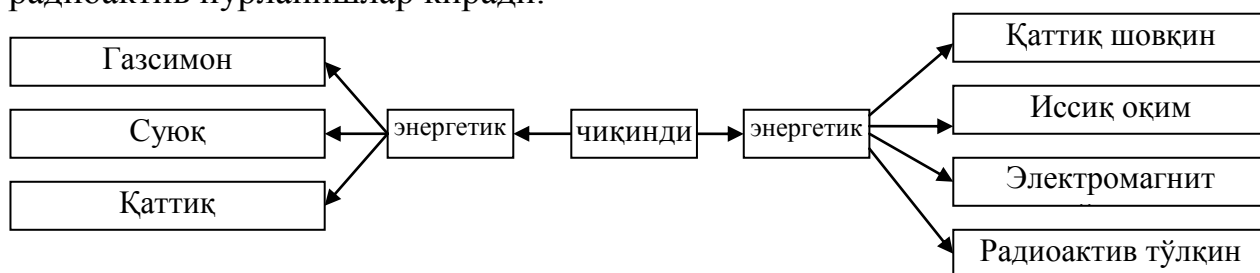 радиоактив нурланишлар киради.
Газсимон
Суюқ
Қаттиқ
энергетик
чиқинди
энергетик
Қаттиқ шовқин
Иссиқ оқим
Электромагнит
Радиоактив тўлқин